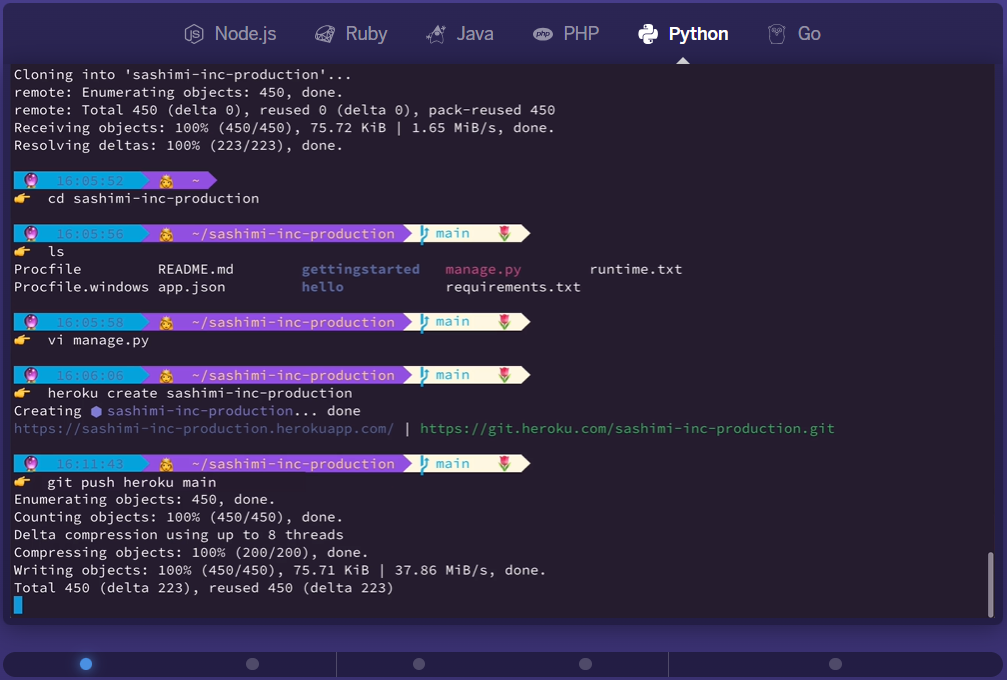 Node.js Ruby Java php PHP Python Go
Cloning into 'sashimi-inc-production'...
remote: Enumerating objects: 450, done.
remote: Total 450 (delta 0), reused 0 (delta 0), pack-reused 450
Receiving objects: 100% (450/450), 75.72 KiB | 1.65 MiB/s, done.
Resolving deltas: 100% (223/223), done.
16:05:52 ~
cd sashimi-inc-production
16:05:56 ~/sashimi-inc-production main
ls
Procfile README.md gettingstarted manage.py runtime.txt
Procfile.windows app.json hello requirements.txt
16:05:58 ~/sashimi-inc-production main
vi manage.py
16:06:06 ~/sashimi-inc-production main
heroku create sashimi-inc-production
Creating ⬢ sashimi-inc-production... done
https://sashimi-inc-production.herokuapp.com/ | https://git.heroku.com/sashimi-inc-production.git
16:11:43 ~/sashimi-inc-production main
git push heroku main
Enumerating objects: 450, done.
Counting objects: 100% (450/450), done.
Delta compression using up to 8 threads
Compressing objects: 100% (200/200), done.
Writing objects: 100% (450/450), 75.71 KiB | 37.86 MiB/s, done.
Total 450 (delta 223), reused 450 (delta 223)